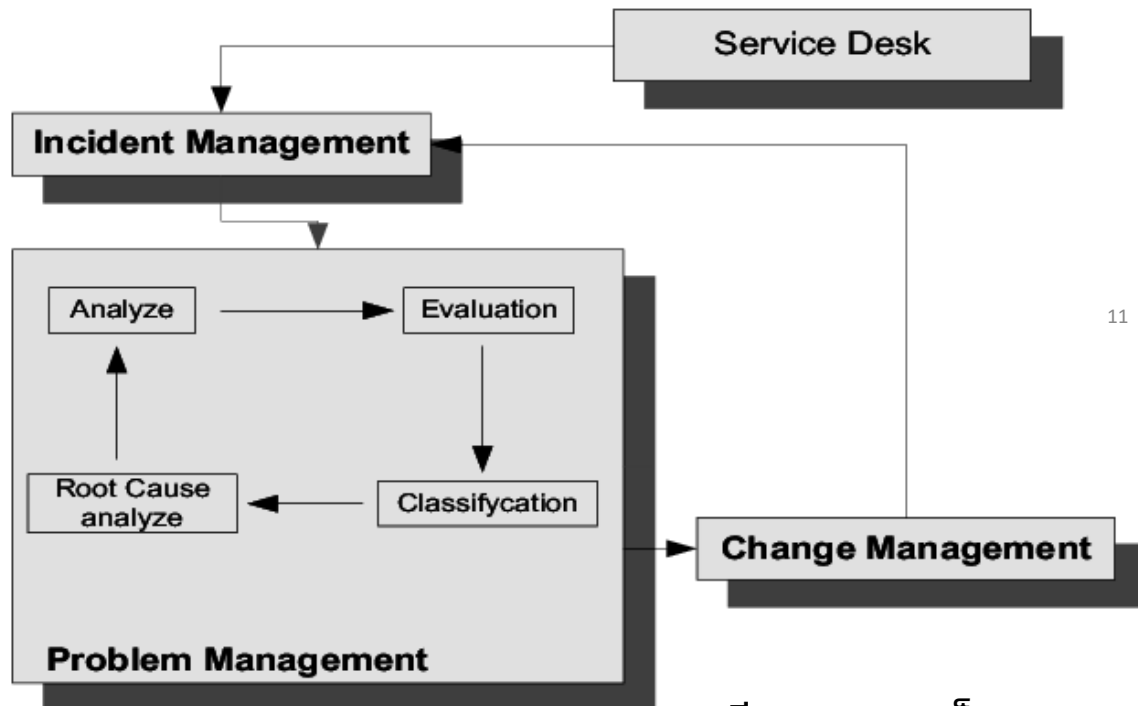 Service Desk
Incident Management
Analyze
Evaluation
11
Root Cause
analyze
Classifycation
Change Management
Problem Management